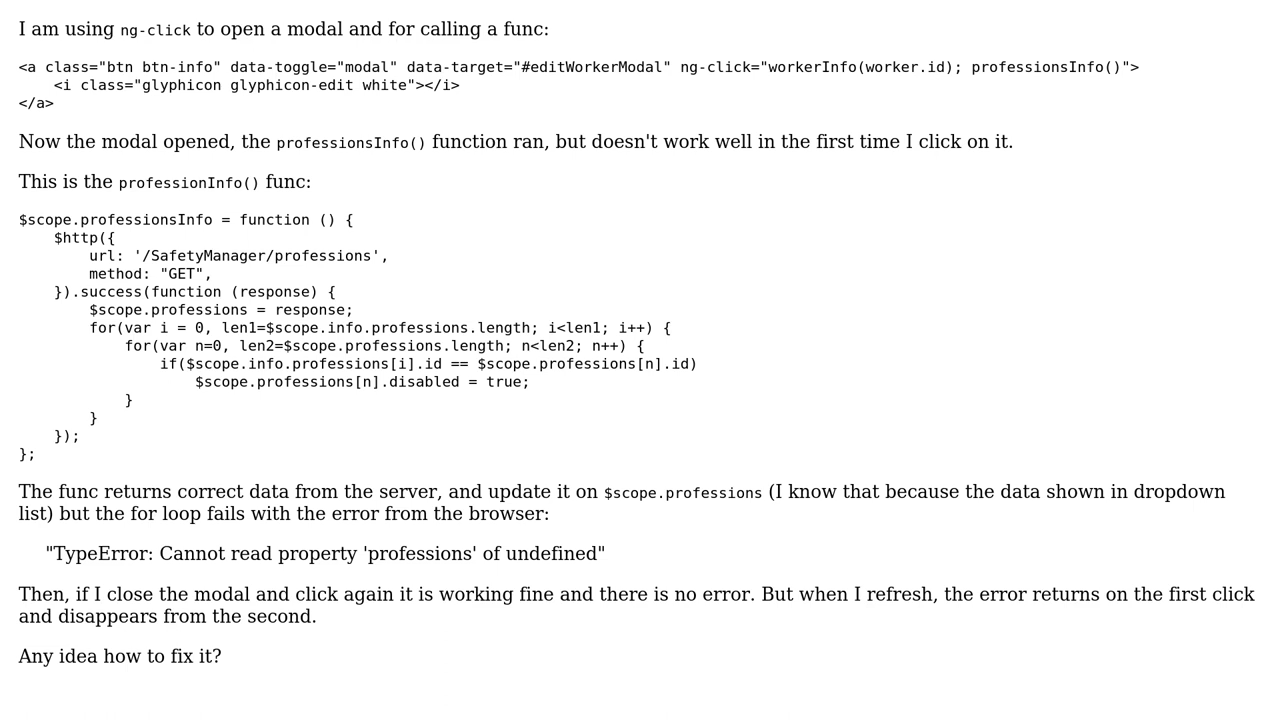 I am using ng-click to open a modal and for calling a func:
<a class="btn btn-info" data-toggle="modal" data-target="#editWorkerModal" ng-click="workerInfo(worker.id); professionsInfo()">
    <i class="glyphicon glyphicon-edit white"></i>
</a>
Now the modal opened, the professionsInfo() function ran, but doesn't work well in the first time I click on it.
This is the professionInfo() func:
$scope.professionsInfo = function () {
    $http({
        url: '/SafetyManager/professions',
        method: "GET",
    }).success(function (response) {
        $scope.professions = response;
        for(var i = 0, len1=$scope.info.professions.length; i<len1; i++) {
            for(var n=0, len2=$scope.professions.length; n<len2; n++) {
                if($scope.info.professions[i].id == $scope.professions[n].id)
                    $scope.professions[n].disabled = true;
            }
        }
    });
};
The func returns correct data from the server, and update it on $scope.professions (I know that because the data shown in dropdown
list) but the for loop fails with the error from the browser:
"TypeError: Cannot read property 'professions' of undefined"
Then, if I close the modal and click again it is working fine and there is no error. But when I refresh, the error returns on the first click
and disappears from the second.
Any idea how to fix it?